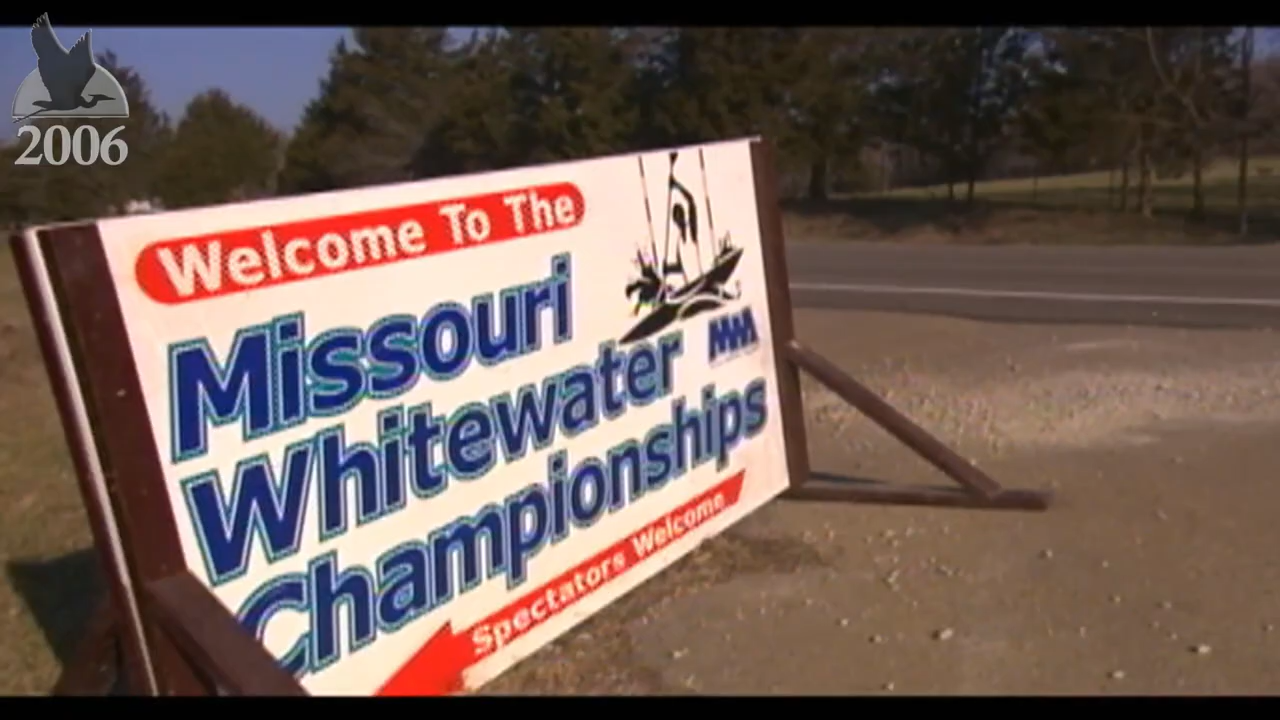 2006
Welcome To The
Missouri
Whitewater
Championships
Spectators Welcome